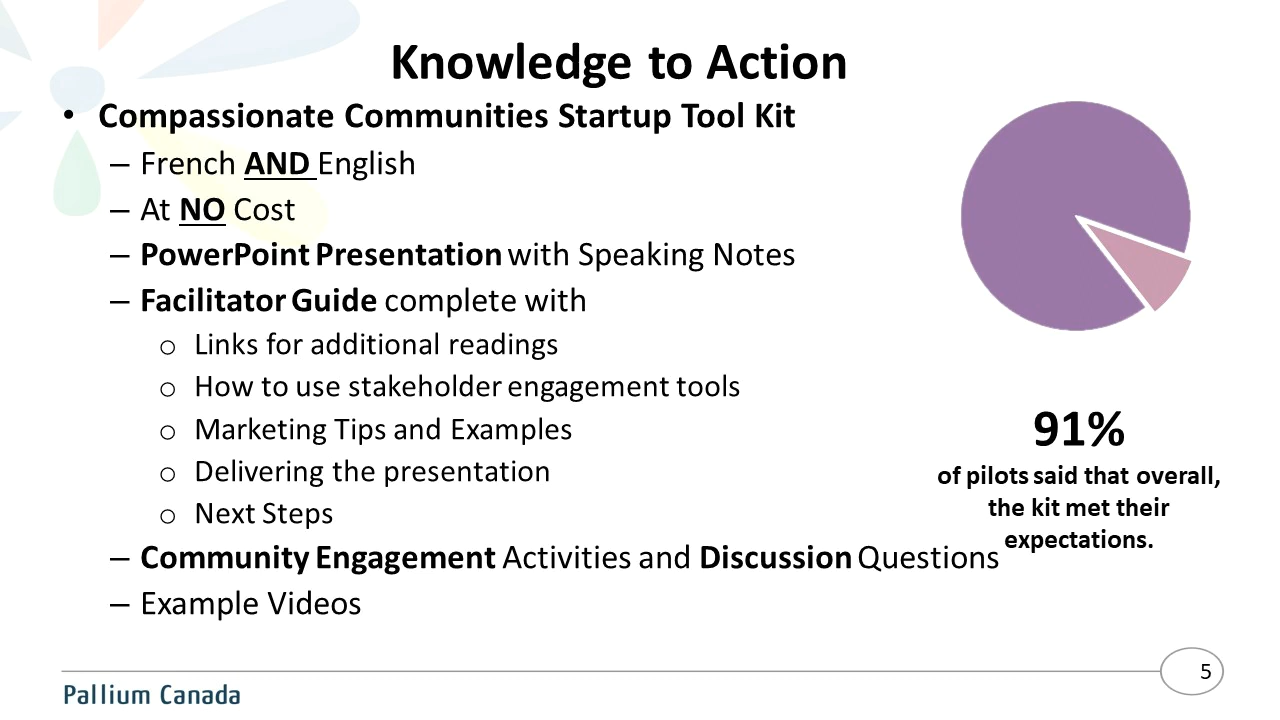 Knowledge to Action
• Compassionate Communities Startup Tool Kit
– French AND English
– At NO Cost
– PowerPoint Presentation with Speaking Notes
– Facilitator Guide complete with
o Links for additional readings
o How to use stakeholder engagement tools
o Marketing Tips and Examples
o Delivering the presentation
o Next Steps
– Community Engagement Activities and Discussion Questions
– Example Videos
91%
of pilots said that overall,
the kit met their
expectations.
Pallium Canada
5